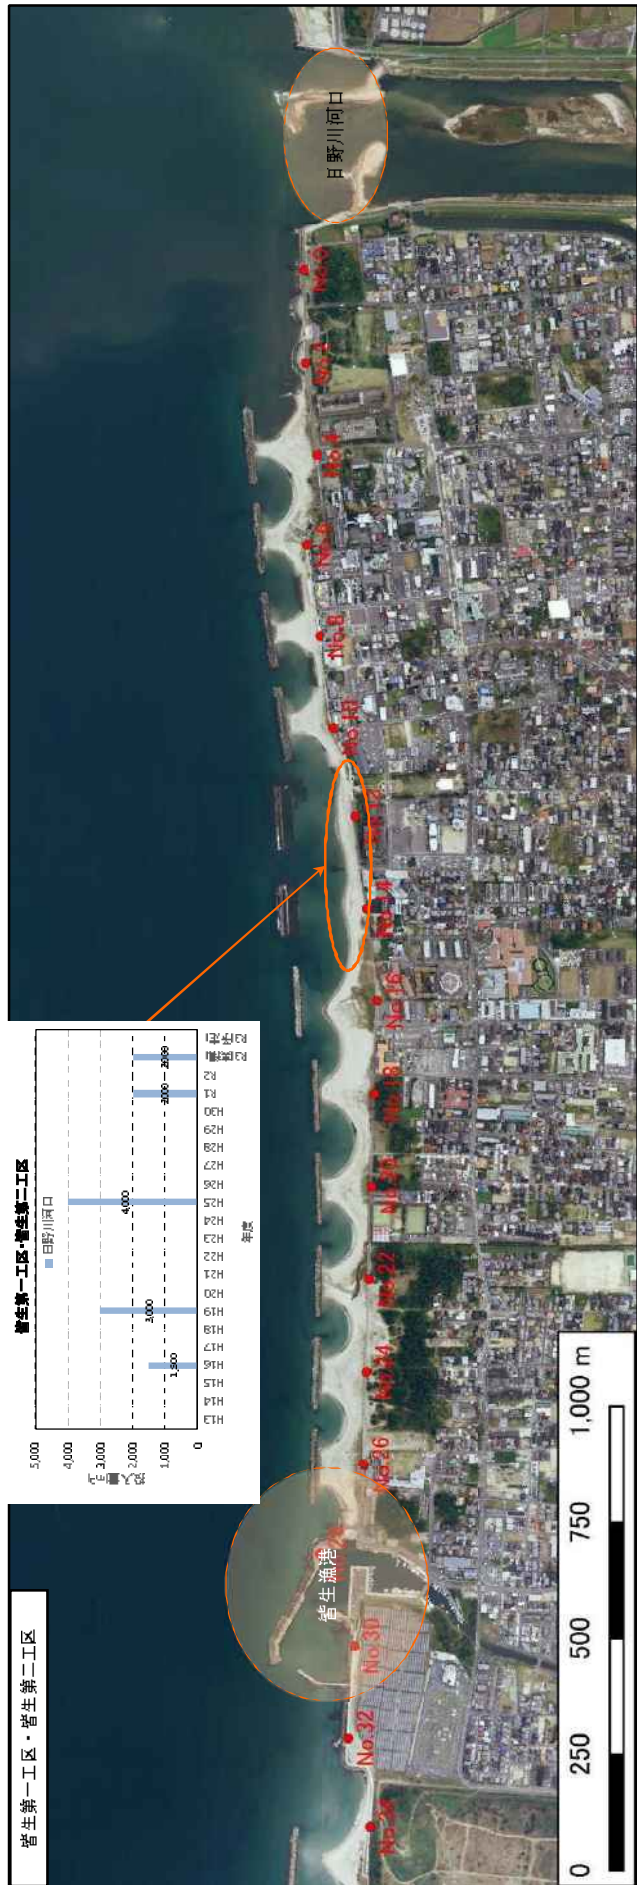 皆生第一工区・皆生第二工区
皆生第一工区・皆生第二工区
日野川河口
5,000
4,000
3,000
2,000
1,000
0
1,500
3,000
4,000
2,000
2,000
H13
H14
H15
H16
H17
H18
H19
H20
H21
H22
H23
H24
H25
H26
H27
H28
H29
H30
R1
R2
年度
皆生漁港
日野川河口
No.32
No.30
No.26
No.24
No.22
No.20
No.18
No.16
No.14
No.10
No.8
No.6
No.4
No.2
No.0
0
250
500
750
1,000 m